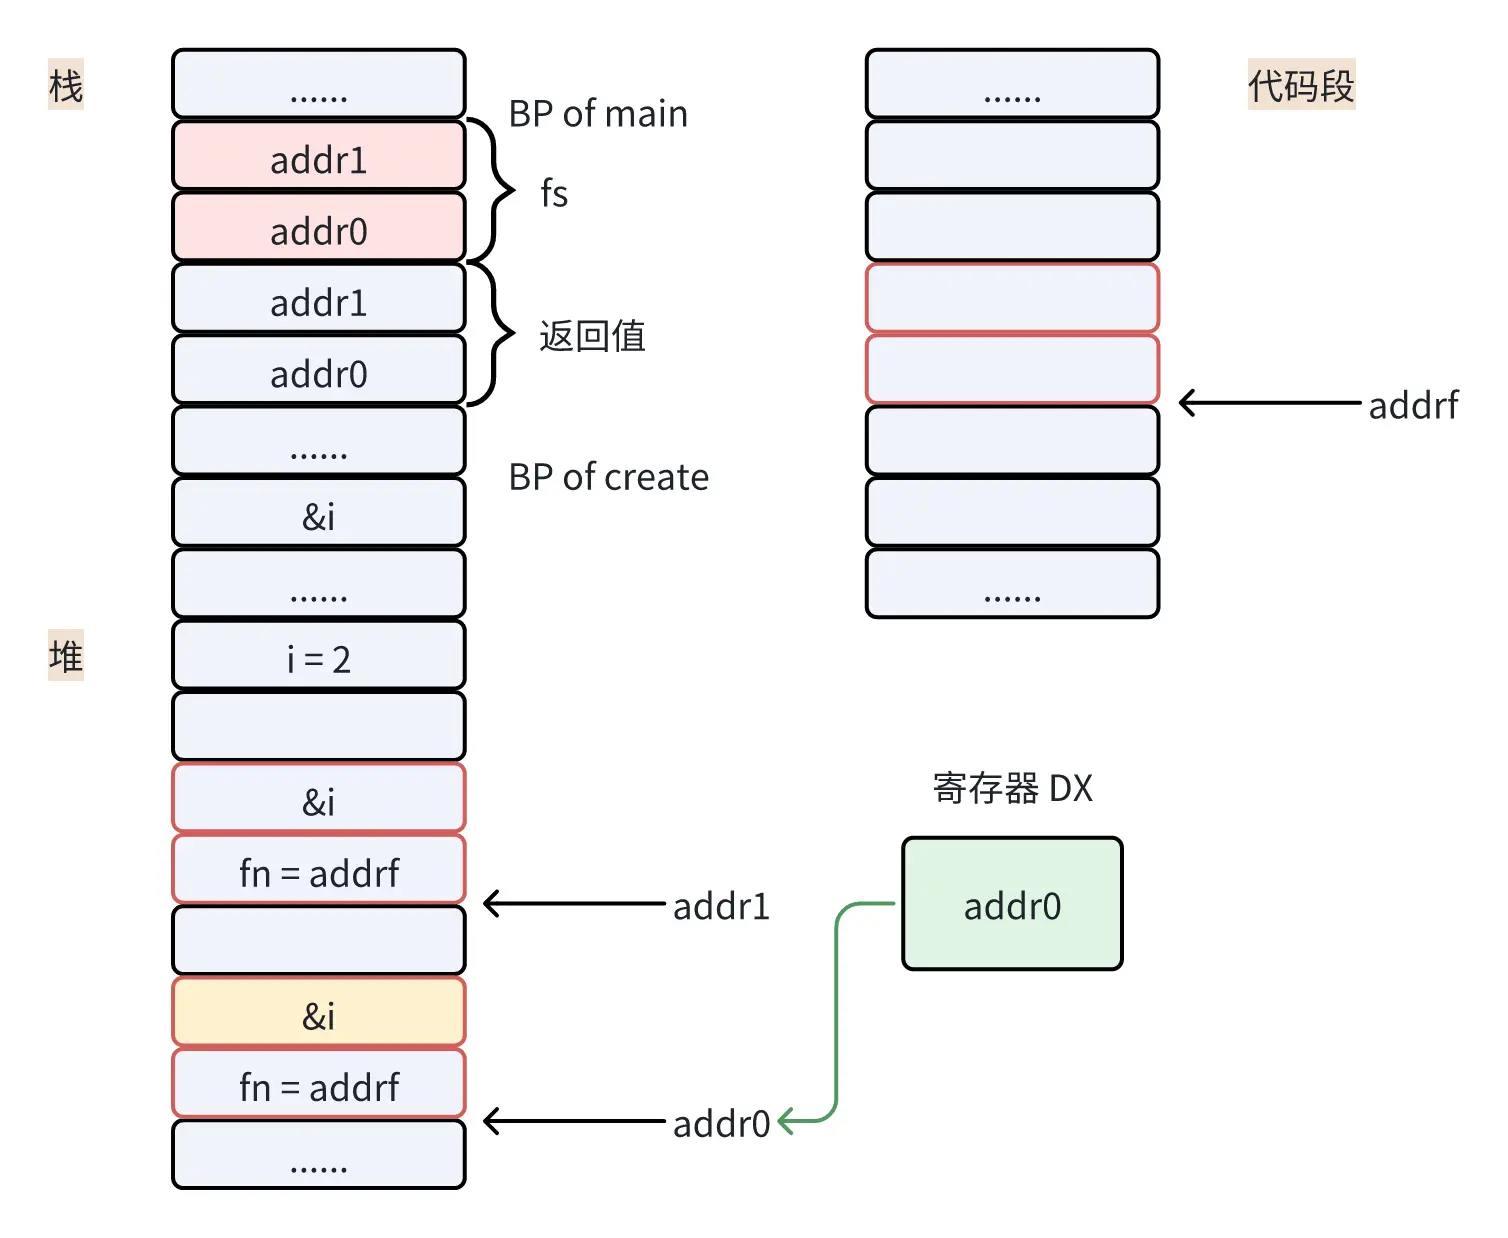 栈
......
BP of main
addr1
fs
addr0
addr1
返回值
addr0
......
BP of create
&i
......
堆
i = 2
&i
fn = addrf
addr1
&i
fn = addrf
addr0
......
代码段
......
addrf
......
寄存器 DX
addr0